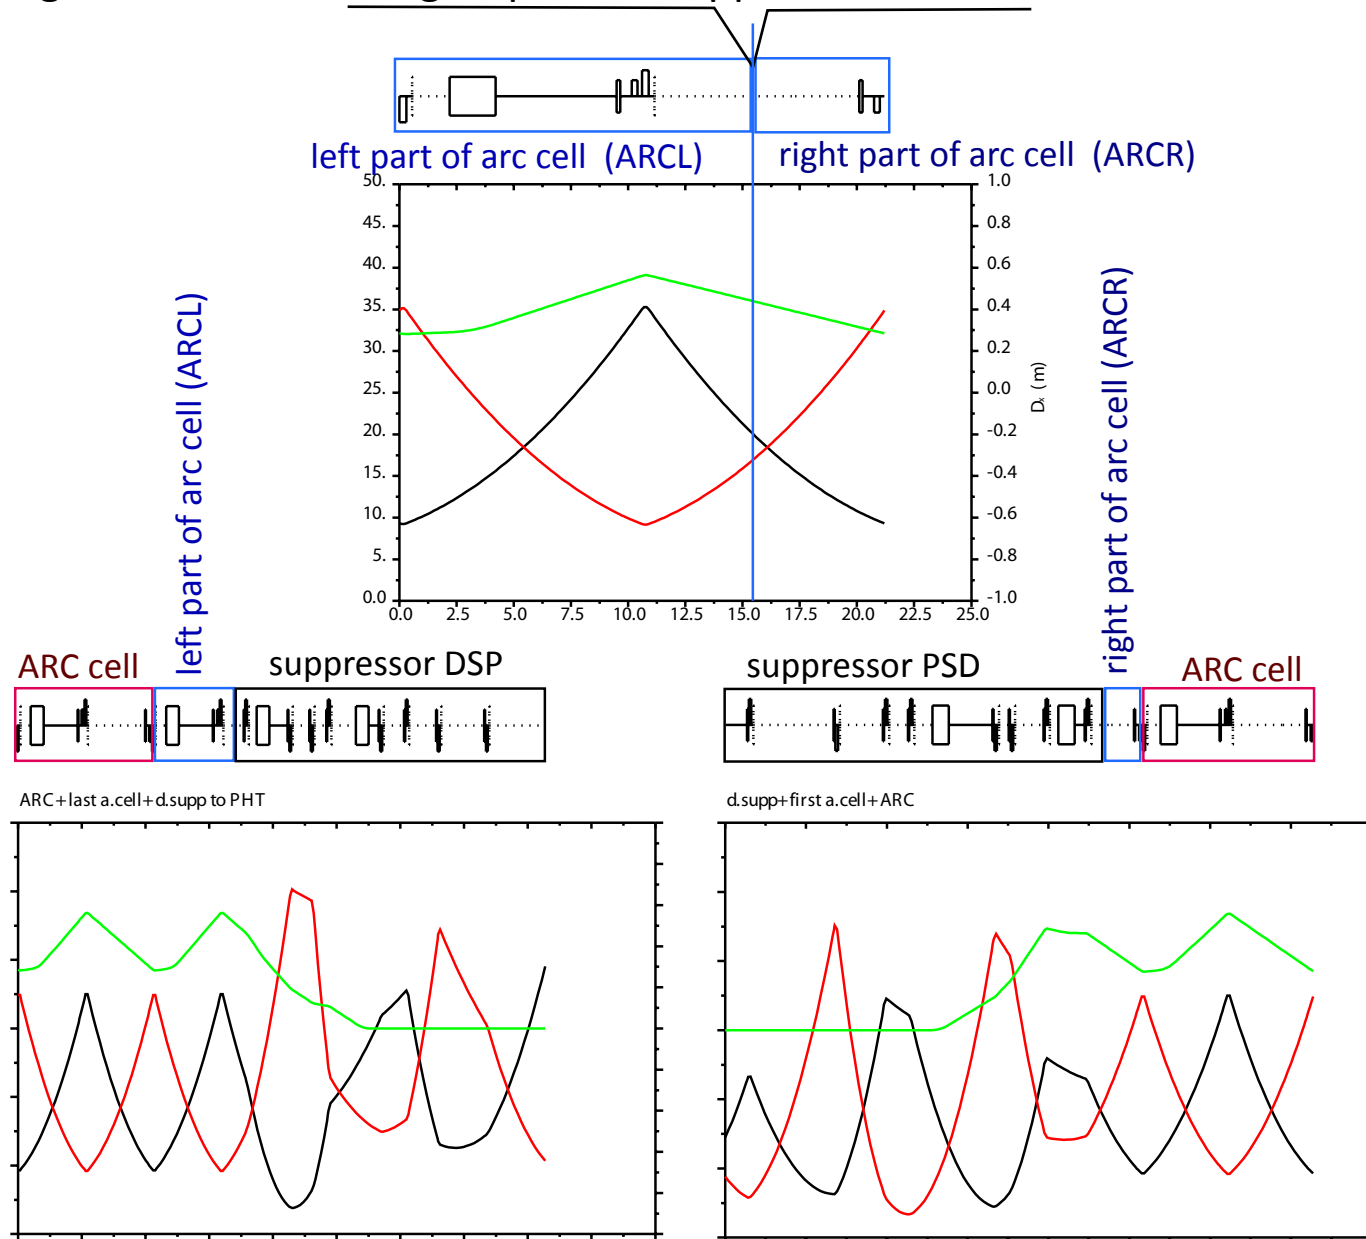 left part of arc cell (ARCL)
right part of arc cell (ARCR)
50.
45.
40.
35.
30.
25.
20.
15.
10.
5.
0.0
1.0
0.8
0.6
0.4
0.2
0.0
-0.2
-0.4
-0.6
-0.8
-1.0
Dx (m)
0.0 2.5 5.0 7.5 10.0 12.5 15.0 17.5 20.0 22.5 25.0
left part of arc cell (ARCL)
right part of arc cell (ARCR)
ARC cell
suppressor DSP
suppressor PSD
ARC cell
ARC+last a.cell+d.supp to PHT
d.supp+first a.cell+ARC